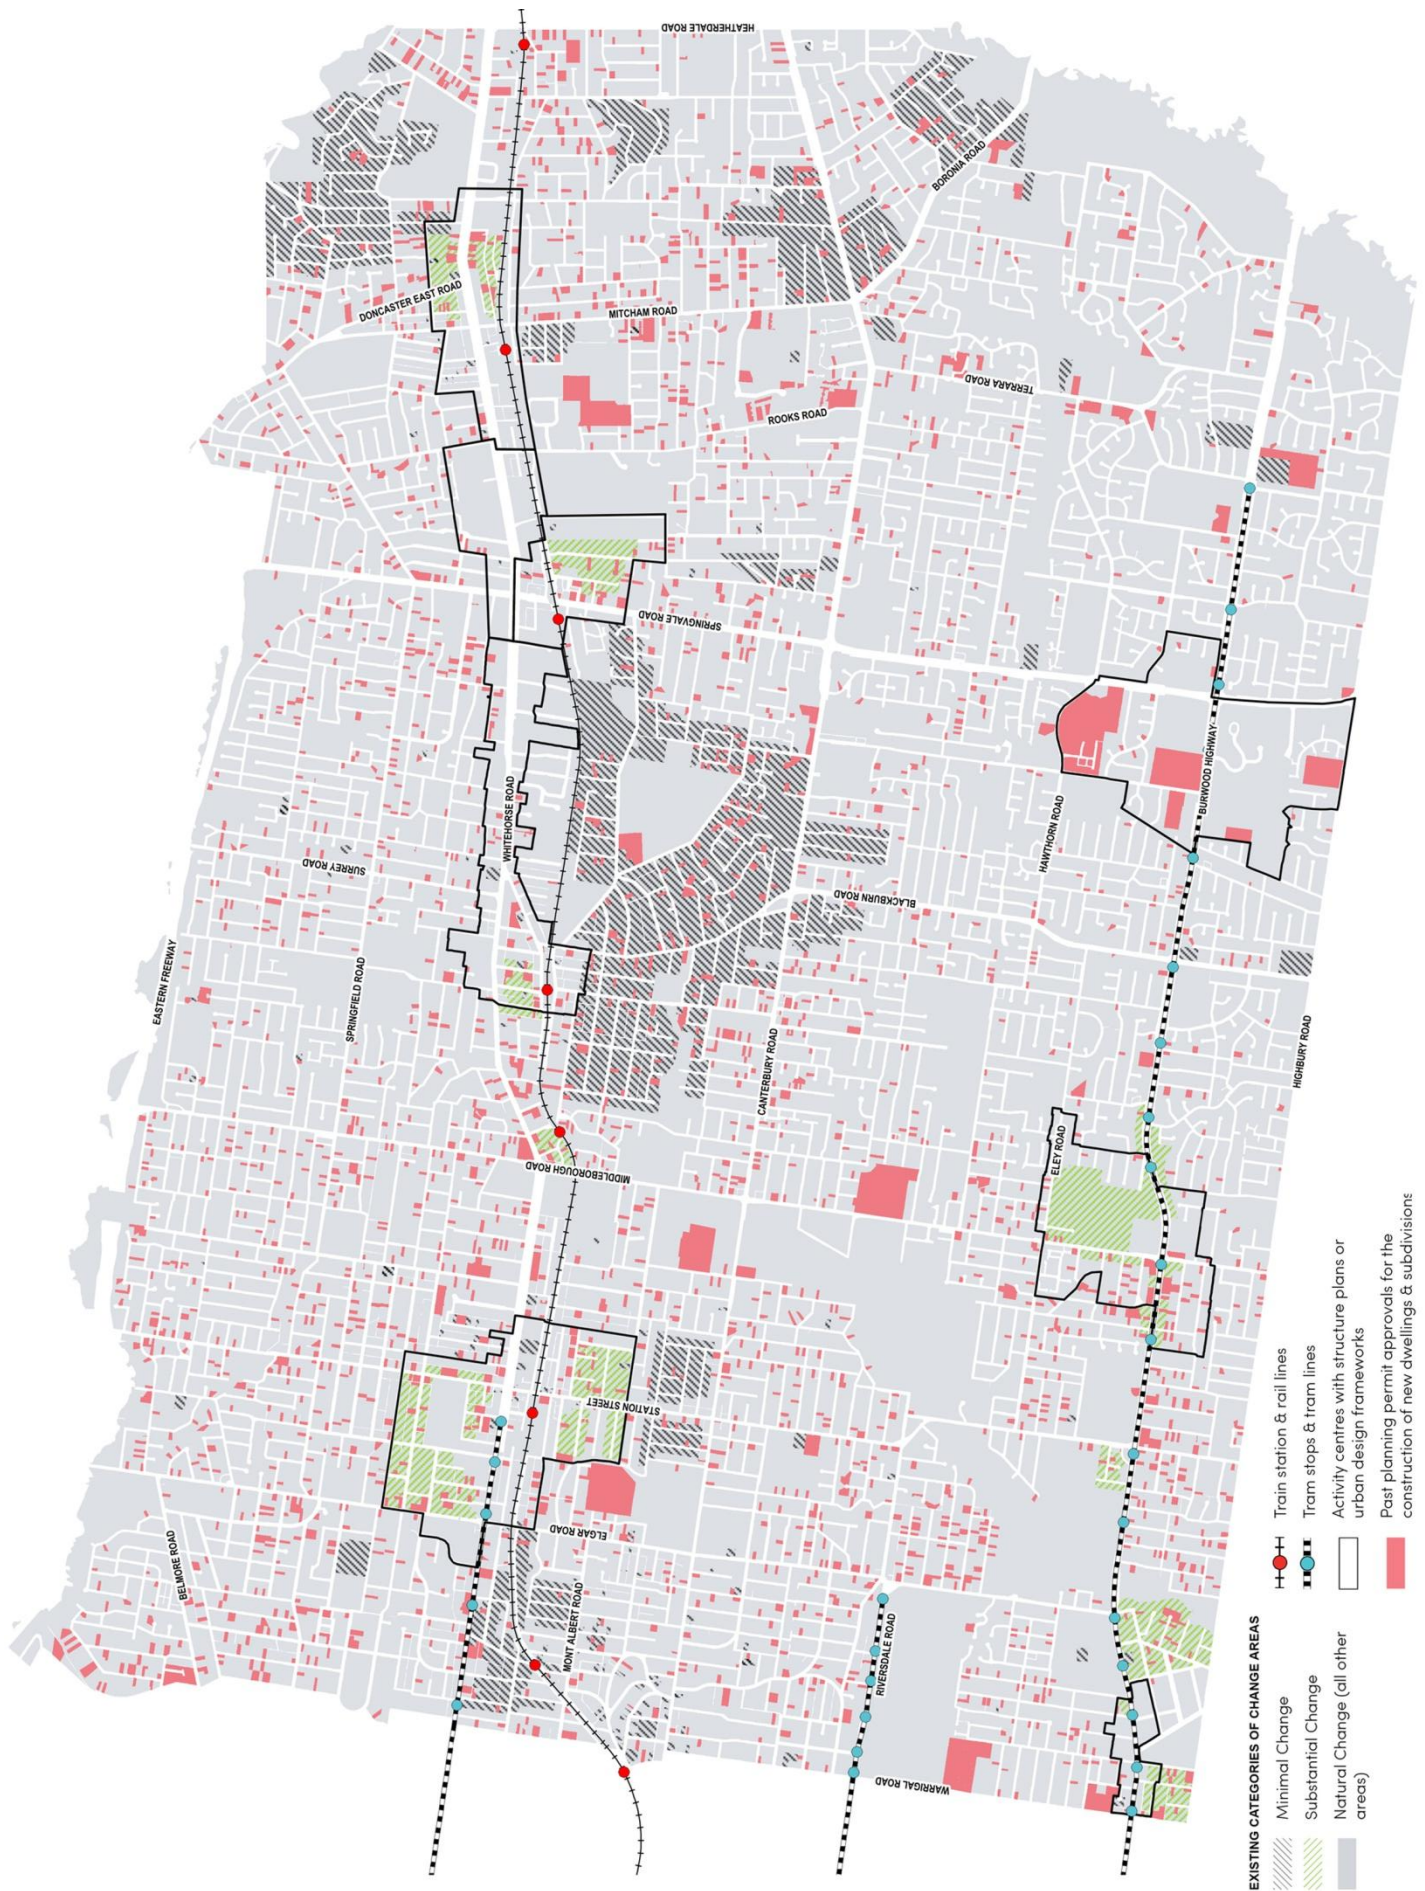 HEATHERDALE ROAD
BORONIA ROAD
DONCASTER EAST ROAD
MITCHAM ROAD
TERRARA ROAD
ROOKS ROAD
SPRINGVALE ROAD
WHITEHORSE ROAD
BURWOOD HIGHWAY
HAWTHORN ROAD
SURREY ROAD
BLACKBURN ROAD
EASTERN FREEWAY
SPRINGFIELD ROAD
CANTERBURY ROAD
HIGHBURY ROAD
ELEY ROAD
MIDDLEBOROUGH ROAD
STATION STREET
ELGAR ROAD
BELMORE ROAD
MONT ALBERT ROAD
RIVERSDALE ROAD
WARRIGAL ROAD
EXISTING CATEGORIES OF CHANGE AREAS
Minimal Change
Substantial Change
Natural Change (all other
areas)
Train station & rail lines
Tram stops & tram lines
Activity centres with structure plans or
urban design frameworks
Past planning permit approvals for the
construction of new dwellings & subdivisions